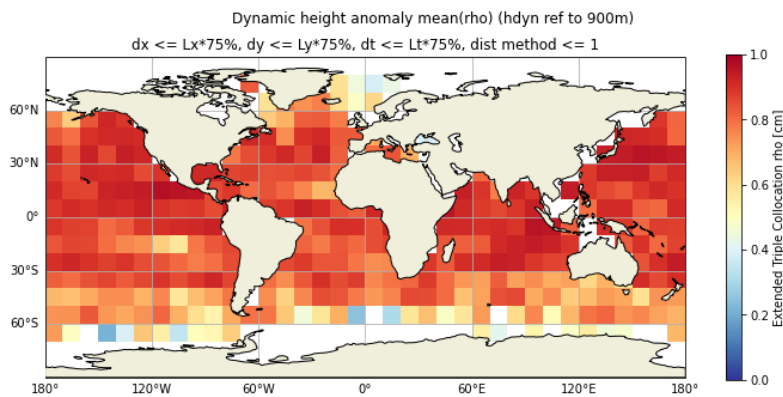 Dynamic height anomaly mean(rho) (hdyn ref to 900m)
dx <= Lx*75%, dy <= Ly*75%, dt <= Lt*75%, dist method <= 1
60°N
30°N
0°
30°S
60°S
180°
120°W
60°W
0°
60°E
120°E
180°
1.0
0.8
0.6
0.4
0.2
0.0
Extended Triple Colocation rho [cm]